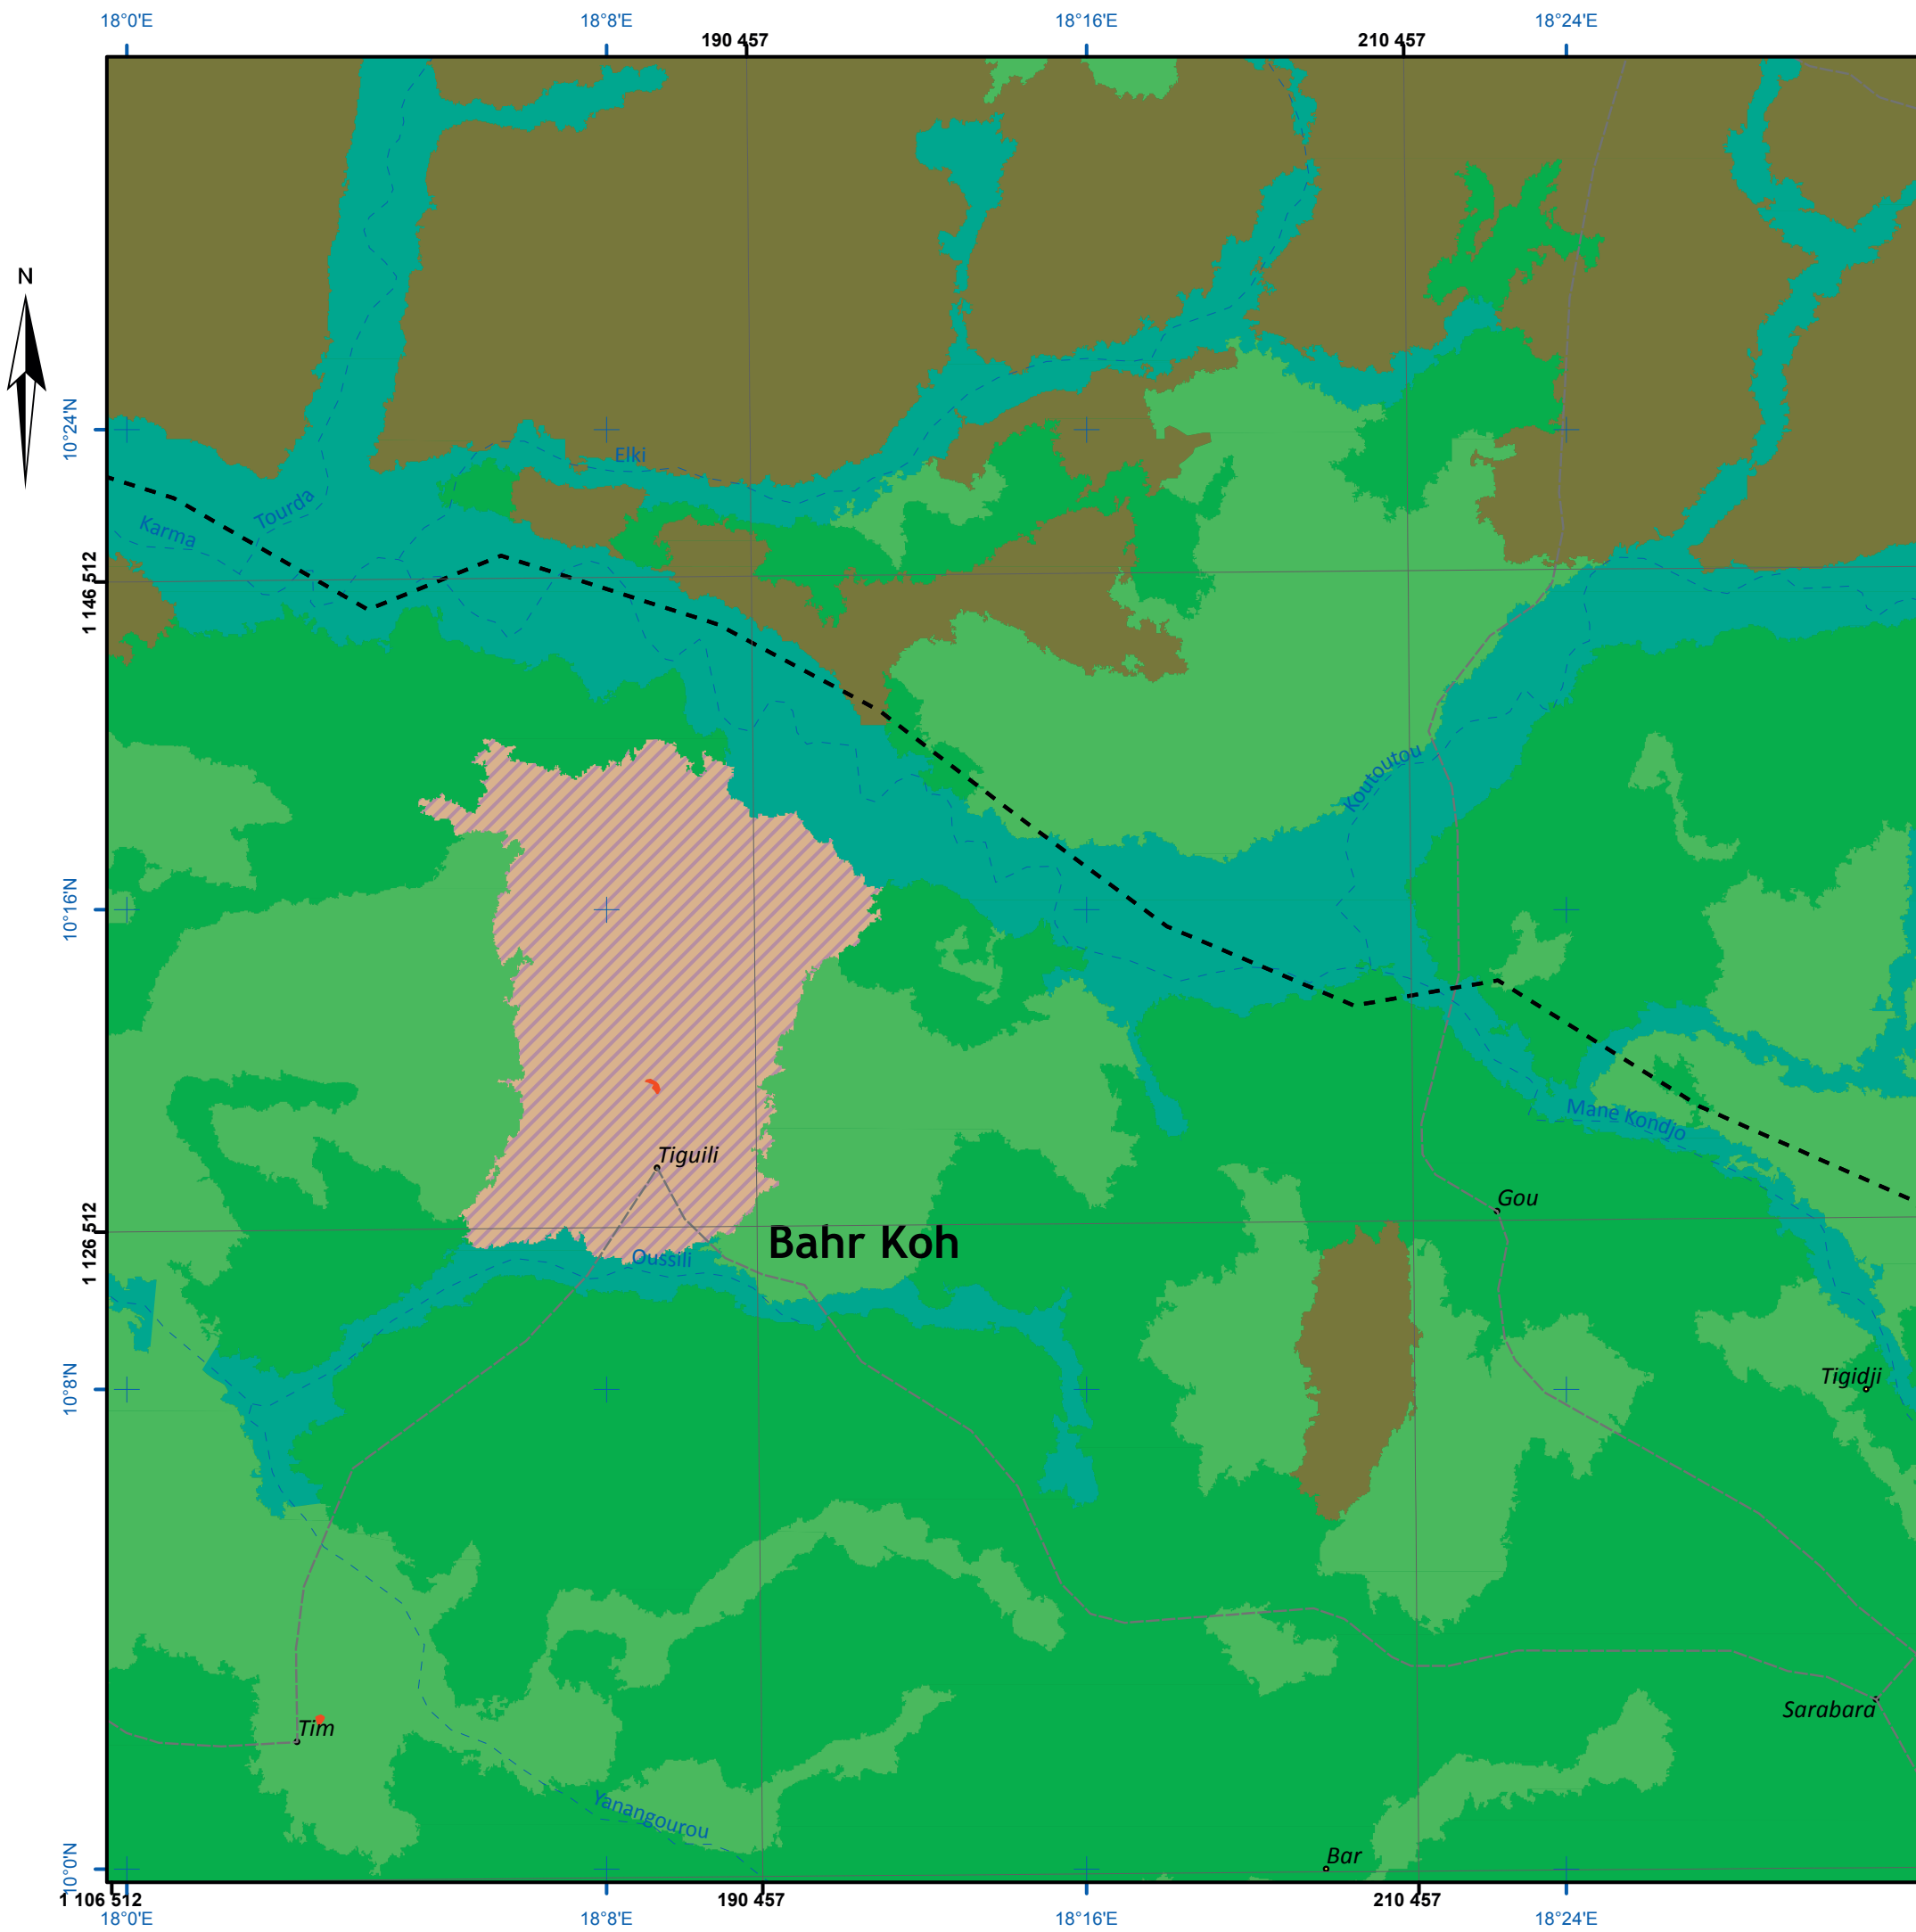 18°0'E 18°8'E 18°16'E 18°24'E
190 457 210 457
N
10°24'N
Elki
Tourda
Karma
1 146 512
Koutoutou
10°16'N
Mane Kondjo
Tiguili
Gou
1 126 512
Bahr Koh
Oussili
10°8'N
Tigidji
Sarabara
Tim
Yanangourou
Bar
10°0'N
1 106 512 190 457 210 457
18°0'E 18°8'E 18°16'E 18°24'E